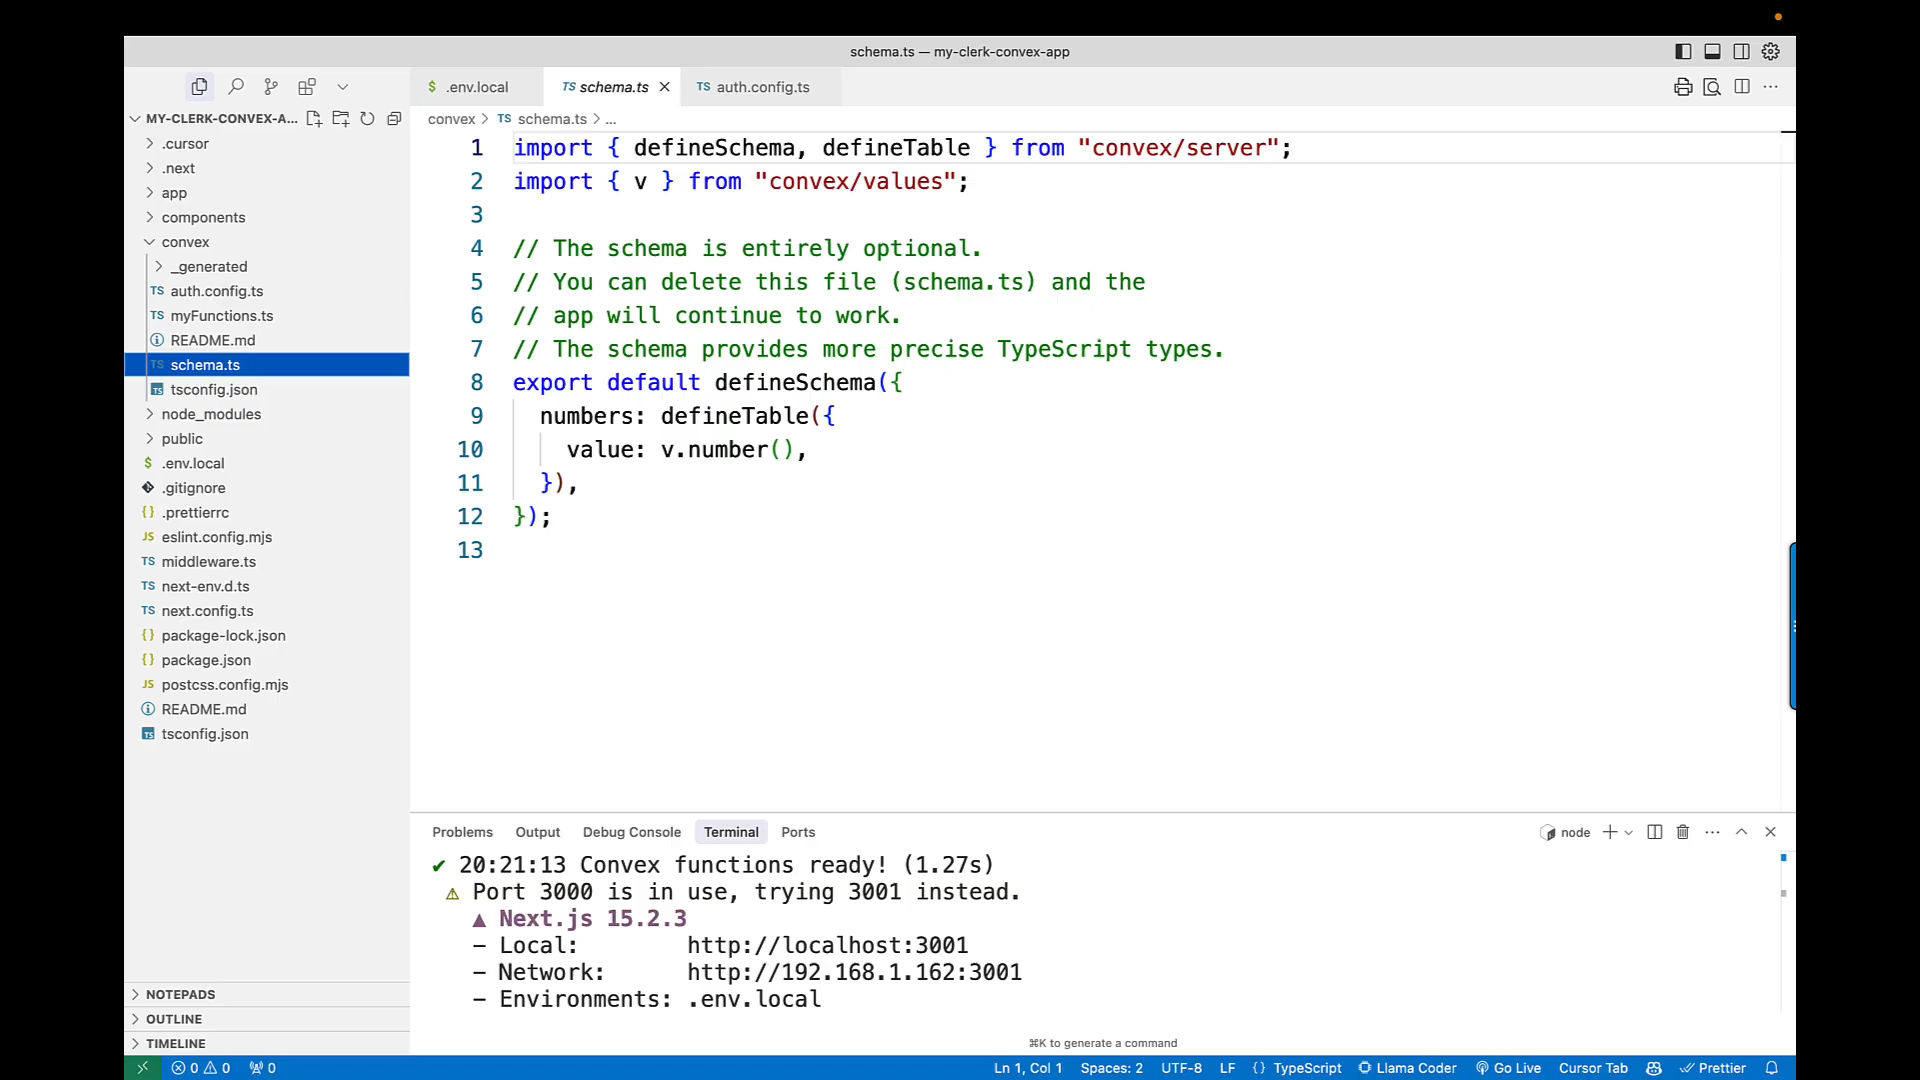 schema.ts — my-clerk-convex-app
$ .env.local
TS schema.ts
TS auth.config.ts
MY-CLERK-CONVEX-A...
convex > TS schema.ts > ...
.cursor
.next
app
components
convex
_generated
TS auth.config.ts
TS myFunctions.ts
README.md
TS schema.ts
TS tsconfig.json
node_modules
public
$ .env.local
.gitignore
{} .prettierrc
JS eslint.config.mjs
TS middleware.ts
TS next-env.d.ts
TS next.config.ts
{} package-lock.json
{} package.json
JS postcss.config.mjs
README.md
TS tsconfig.json
NOTEPADS
OUTLINE
TIMELINE
1 import { defineSchema, defineTable } from "convex/server";
2 import { v } from "convex/values";
3
4 // The schema is entirely optional.
5 // You can delete this file (schema.ts) and the
6 // app will continue to work.
7 // The schema provides more precise TypeScript types.
8 export default defineSchema({
9 numbers: defineTable({
10 value: v.number(),
11 }),
12 });
13
Problems Output Debug Console Terminal Ports
node
✔ 20:21:13 Convex functions ready! (1.27s)
⚠ Port 3000 is in use, trying 3001 instead.
▲ Next.js 15.2.3
- Local: http://localhost:3001
- Network: http://192.168.1.162:3001
- Environments: .env.local
⌘K to generate a command
0 0 0
Ln 1, Col 1 Spaces: 2 UTF-8 LF {} TypeScript Llama Coder Go Live Cursor Tab Prettier